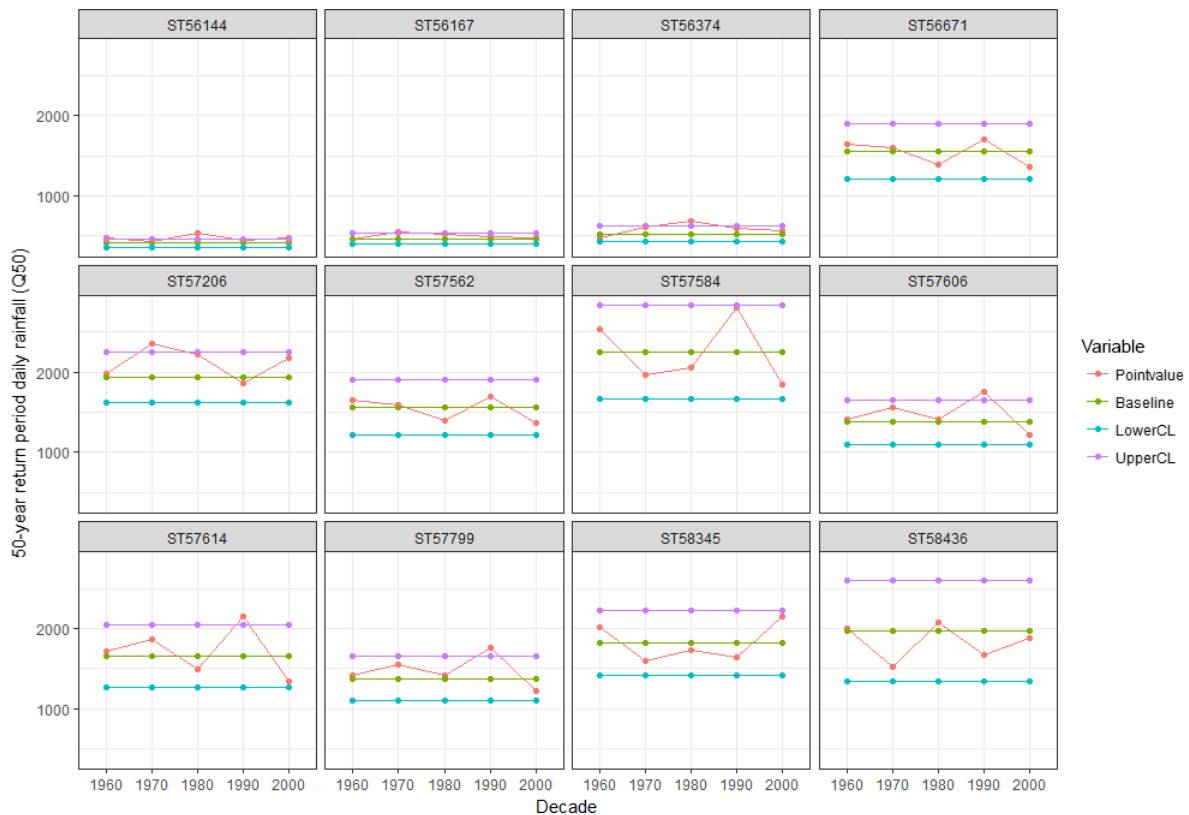 ST56144 ST56167 ST56374 ST56671
2000
1000
ST57206 ST57562 ST57584 ST57606
2000
1000
ST57614 ST57799 ST58345 ST58436
2000
1000
1960 1970 1980 1990 2000 1960 1970 1980 1990 2000 1960 1970 1980 1990 2000 1960 1970 1980 1990 2000
Decade
50-year return period daily rainfall (Q50)
Variable
Pointvalue
Baseline
LowerCL
UpperCL